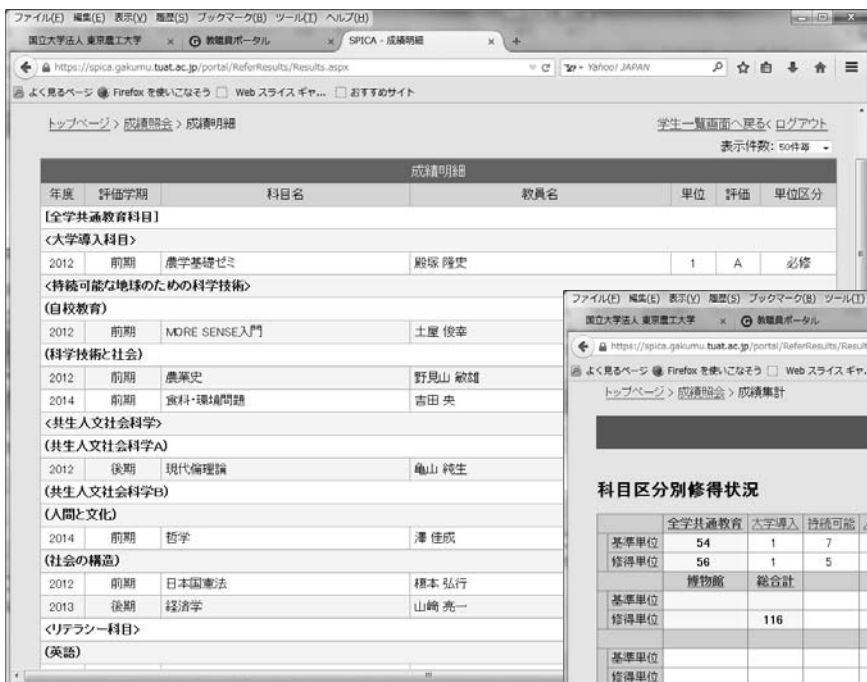 ファイル(F) 編集(E) 表示(V) 履歴(S) ブックマーク(B) ツール(T) ヘルプ(H)
国立大学法人 東京農工大学 × 教職員ポータル × SPICA - 成績明細 × +
https://spica.gakumu.tuat.ac.jp/portal/ReferResults/Results.aspx Yahoo! JAPAN
よく見るページ Firefox を使いこなそう Web スライス ギャ... おすすめサイト
トップページ > 成績照会 > 成績明細 学生一覧画面へ戻る< ログアウト
表示件数: 50件毎
成績明細
年度 評価学期 科目名 教員名 単位 評価 単位区分
[全学共通教育科目]
<大学導入科目>
2012 前期 農学基礎ゼミ 殿塚 隆史 1 A 必修
<持続可能な地球のための科学技術>
(自校教育)
2012 前期 MORE SENSE入門 土屋 俊幸
(科学技術と社会)
2012 前期 農業史 野見山 敏雄
2014 前期 食料・環境問題 吉田 央
<共生人文社会科学>
(共生人文社会科学A)
2012 後期 現代倫理論 亀山 純生
(共生人文社会科学B)
(人間と文化)
2014 前期 哲学 澤 佳成
(社会の構造)
2012 前期 日本国憲法 榎本 弘行
2013 後期 経済学 山崎 亮一
<リテラシー科目>
(英語)
ファイル(F) 編集(E) 表示(V) 履歴(S) ブックマーク(B) ツール(T)
国立大学法人 東京農工大学 × 教職員ポータル
https://spica.gakumu.tuat.ac.jp/portal/ReferResults/Result
よく見るページ Firefox を使いこなそう Web スライス ギャ.
トップページ > 成績照会 > 成績集計
科目区分別修得状況
全学共通教育 大学導入 持続可能
基準単位 54 1 7
修得単位 56 1 5
博物館 総合計
基準単位
修得単位 116
基準単位
修得単位